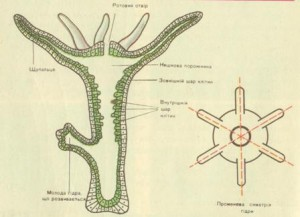 Ротовий отвір
Щупальця
Кишкова порожнина
Зовнішній шар клітин
Внутрішній
шар
клітин
Молода гідра,
що розвивається
Променева симетрія
гідри